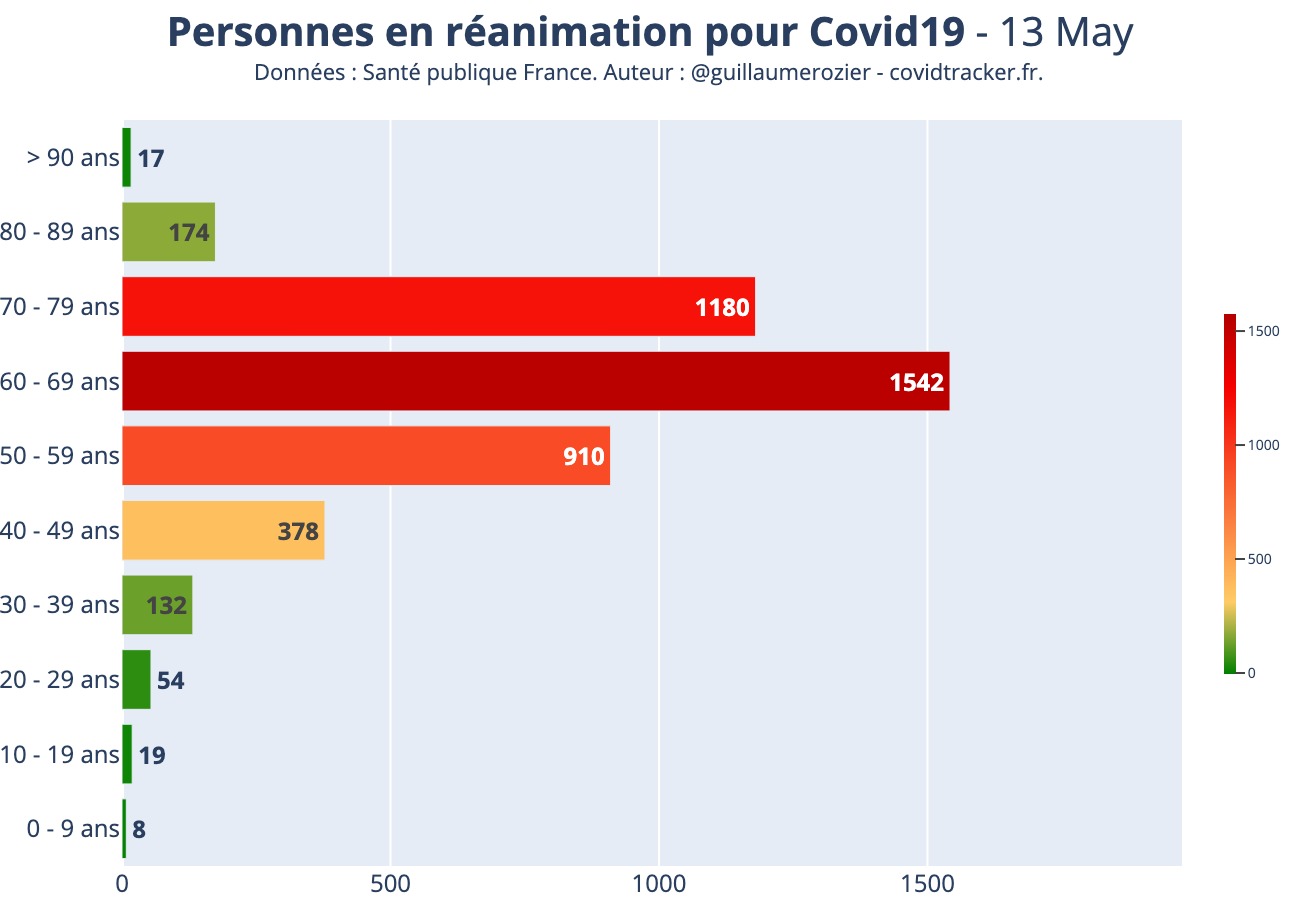 Personnes en réanimation pour Covid19 - 13 May
Données : Santé publique France. Auteur : @guillaumerozier - covidtracker.fr.
> 90 ans 17
80 - 89 ans 174
70 - 79 ans 1180
60 - 69 ans 1542
50 - 59 ans 910
40 - 49 ans 378
30 - 39 ans 132
20 - 29 ans 54
10 - 19 ans 19
0 - 9 ans 8
0 500 1000 1500
1500
1000
500
0